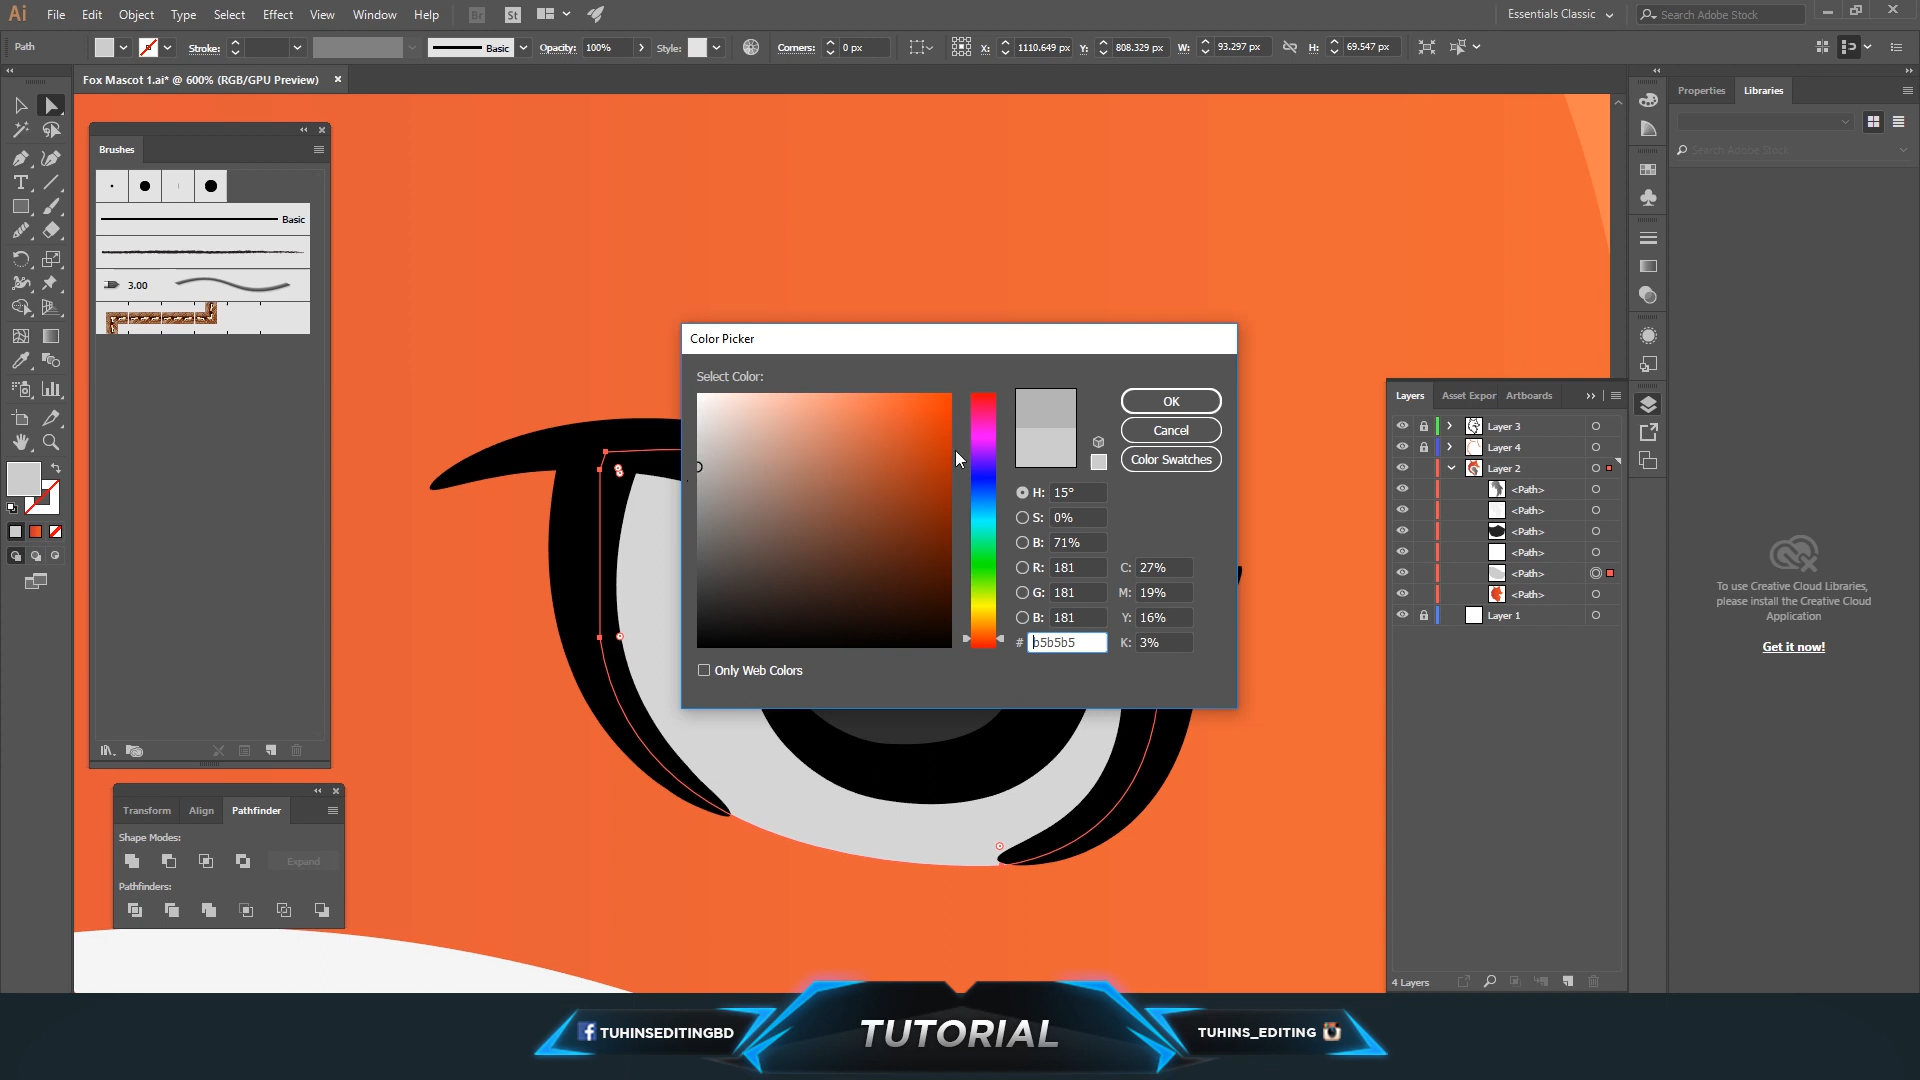 Ai File Edit Object Type Select Effect View Window Help Br St Essentials Classic Search Adobe Stock
Path Stroke: Basic Opacity: 100% Style: Corners: 0 px X: 1110.649 px Y: 808.329 px W: 93.297 px H: 69.547 px
Fox Mascot 1.ai* @ 600% (RGB/GPU Preview)
Properties Libraries
Search Adobe Stock
Brushes
Basic
3.00
Color Picker
Select Color:
OK
Cancel
Color Swatches
H: 15°
S: 0%
B: 71%
R: 181 C: 27%
G: 181 M: 19%
B: 181 Y: 16%
# b5b5b5 K: 3%
Only Web Colors
Layers Asset Expor Artboards
Layer 3
Layer 4
Layer 2
<Path>
<Path>
<Path>
<Path>
<Path>
<Path>
Layer 1
4 Layers
To use Creative Cloud Libraries,
please install the Creative Cloud
Application
Get it now!
Transform Align Pathfinder
Shape Modes:
Expand
Pathfinders:
f TUHINSEDITINGBD
TUTORIAL
TUHINS_EDITING